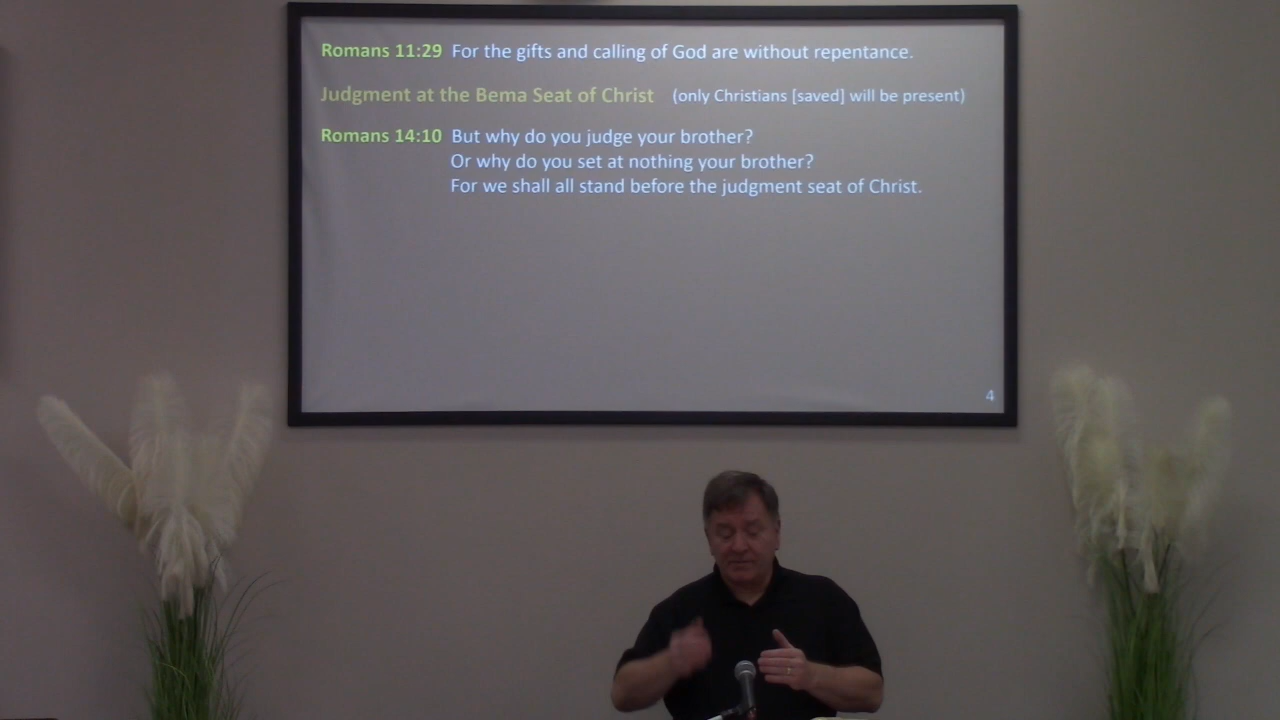 Romans 11:29 For the gifts and calling of God are without repentance.
Judgment at the Bema Seat of Christ (only Christians [saved] will be present)
Romans 14:10 But why do you judge your brother?
Or why do you set at nothing your brother?
For we shall all stand before the judgment seat of Christ.
4